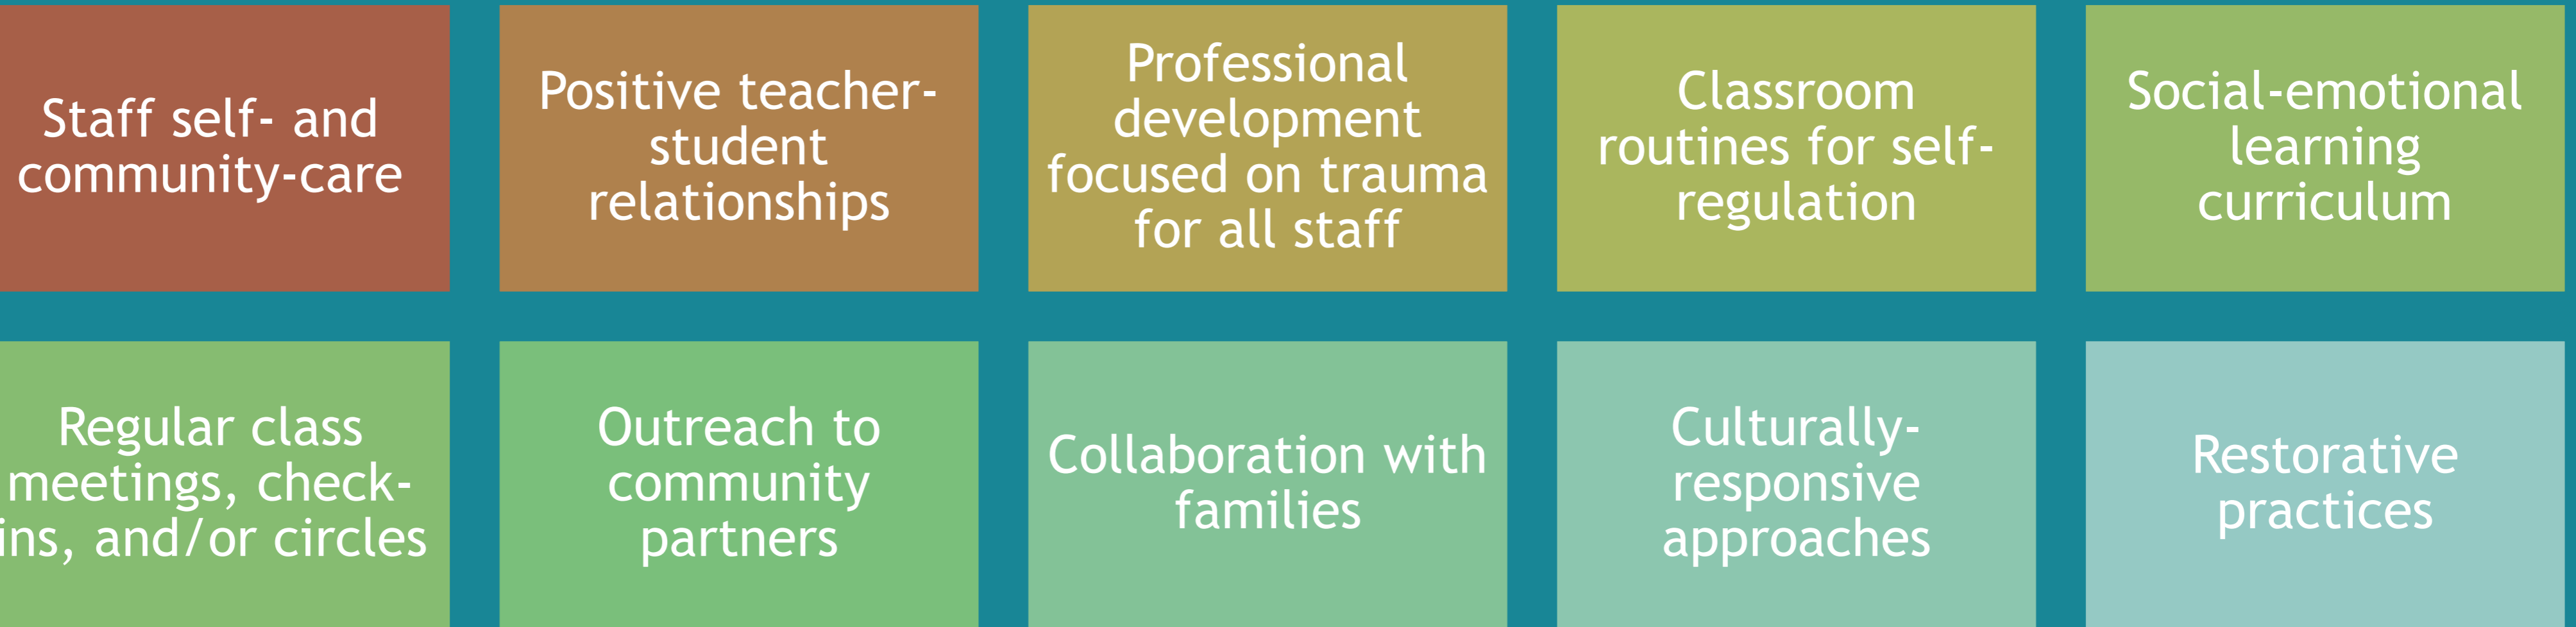 Staff self- and
community-care
Positive teacher-
student
relationships
Professional
development
focused on trauma
for all staff
Classroom
routines for self-
regulation
Social-emotional
learning
curriculum
Regular class
meetings, check-
ins, and/or circles
Outreach to
community
partners
Collaboration with
families
Culturally-
responsive
approaches
Restorative
practices